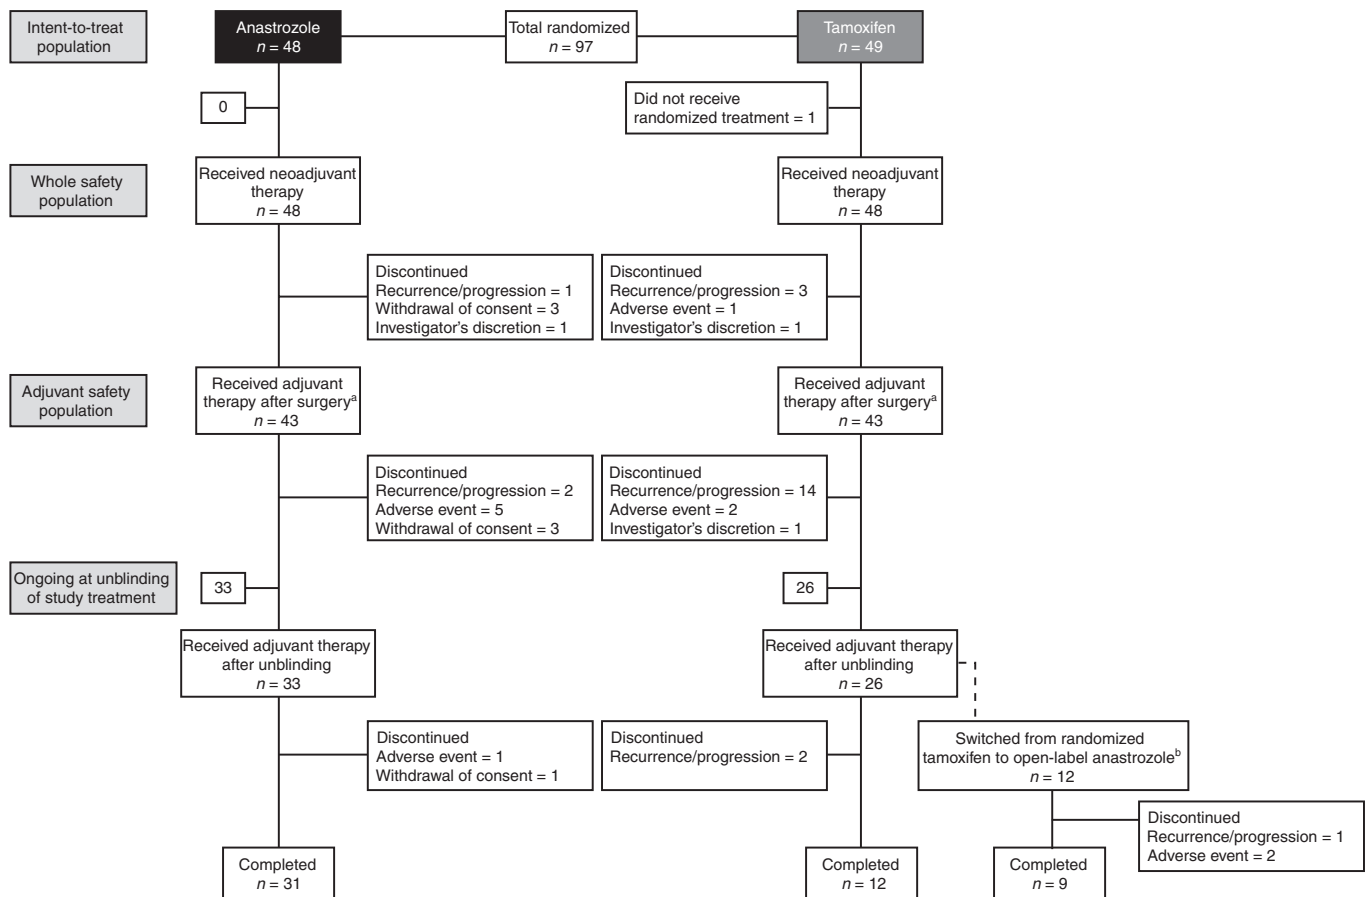 Intent-to-treat
population
Anastrozole
n = 48
Total randomized
n = 97
Tamoxifen
n = 49
0
Did not receive
randomized treatment = 1
Whole safety
population
Received neoadjuvant
therapy
n = 48
Received neoadjuvant
therapy
n = 48
Discontinued
Recurrence/progression = 1
Withdrawal of consent = 3
Investigator's discretion = 1
Discontinued
Recurrence/progression = 3
Adverse event = 1
Investigator's discretion = 1
Adjuvant safety
population
Received adjuvant
therapy after surgeryᵃ
n = 43
Received adjuvant
therapy after surgeryᵃ
n = 43
Discontinued
Recurrence/progression = 2
Adverse event = 5
Withdrawal of consent = 3
Discontinued
Recurrence/progression = 14
Adverse event = 2
Investigator's discretion = 1
Ongoing at unblinding
of study treatment
33
26
Received adjuvant therapy
after unblinding
n = 33
Received adjuvant therapy
after unblinding
n = 26
Discontinued
Adverse event = 1
Withdrawal of consent = 1
Discontinued
Recurrence/progression = 2
Switched from randomized
tamoxifen to open-label anastrozoleᵇ
n = 12
Discontinued
Recurrence/progression = 1
Adverse event = 2
Completed
n = 31
Completed
n = 12
Completed
n = 9